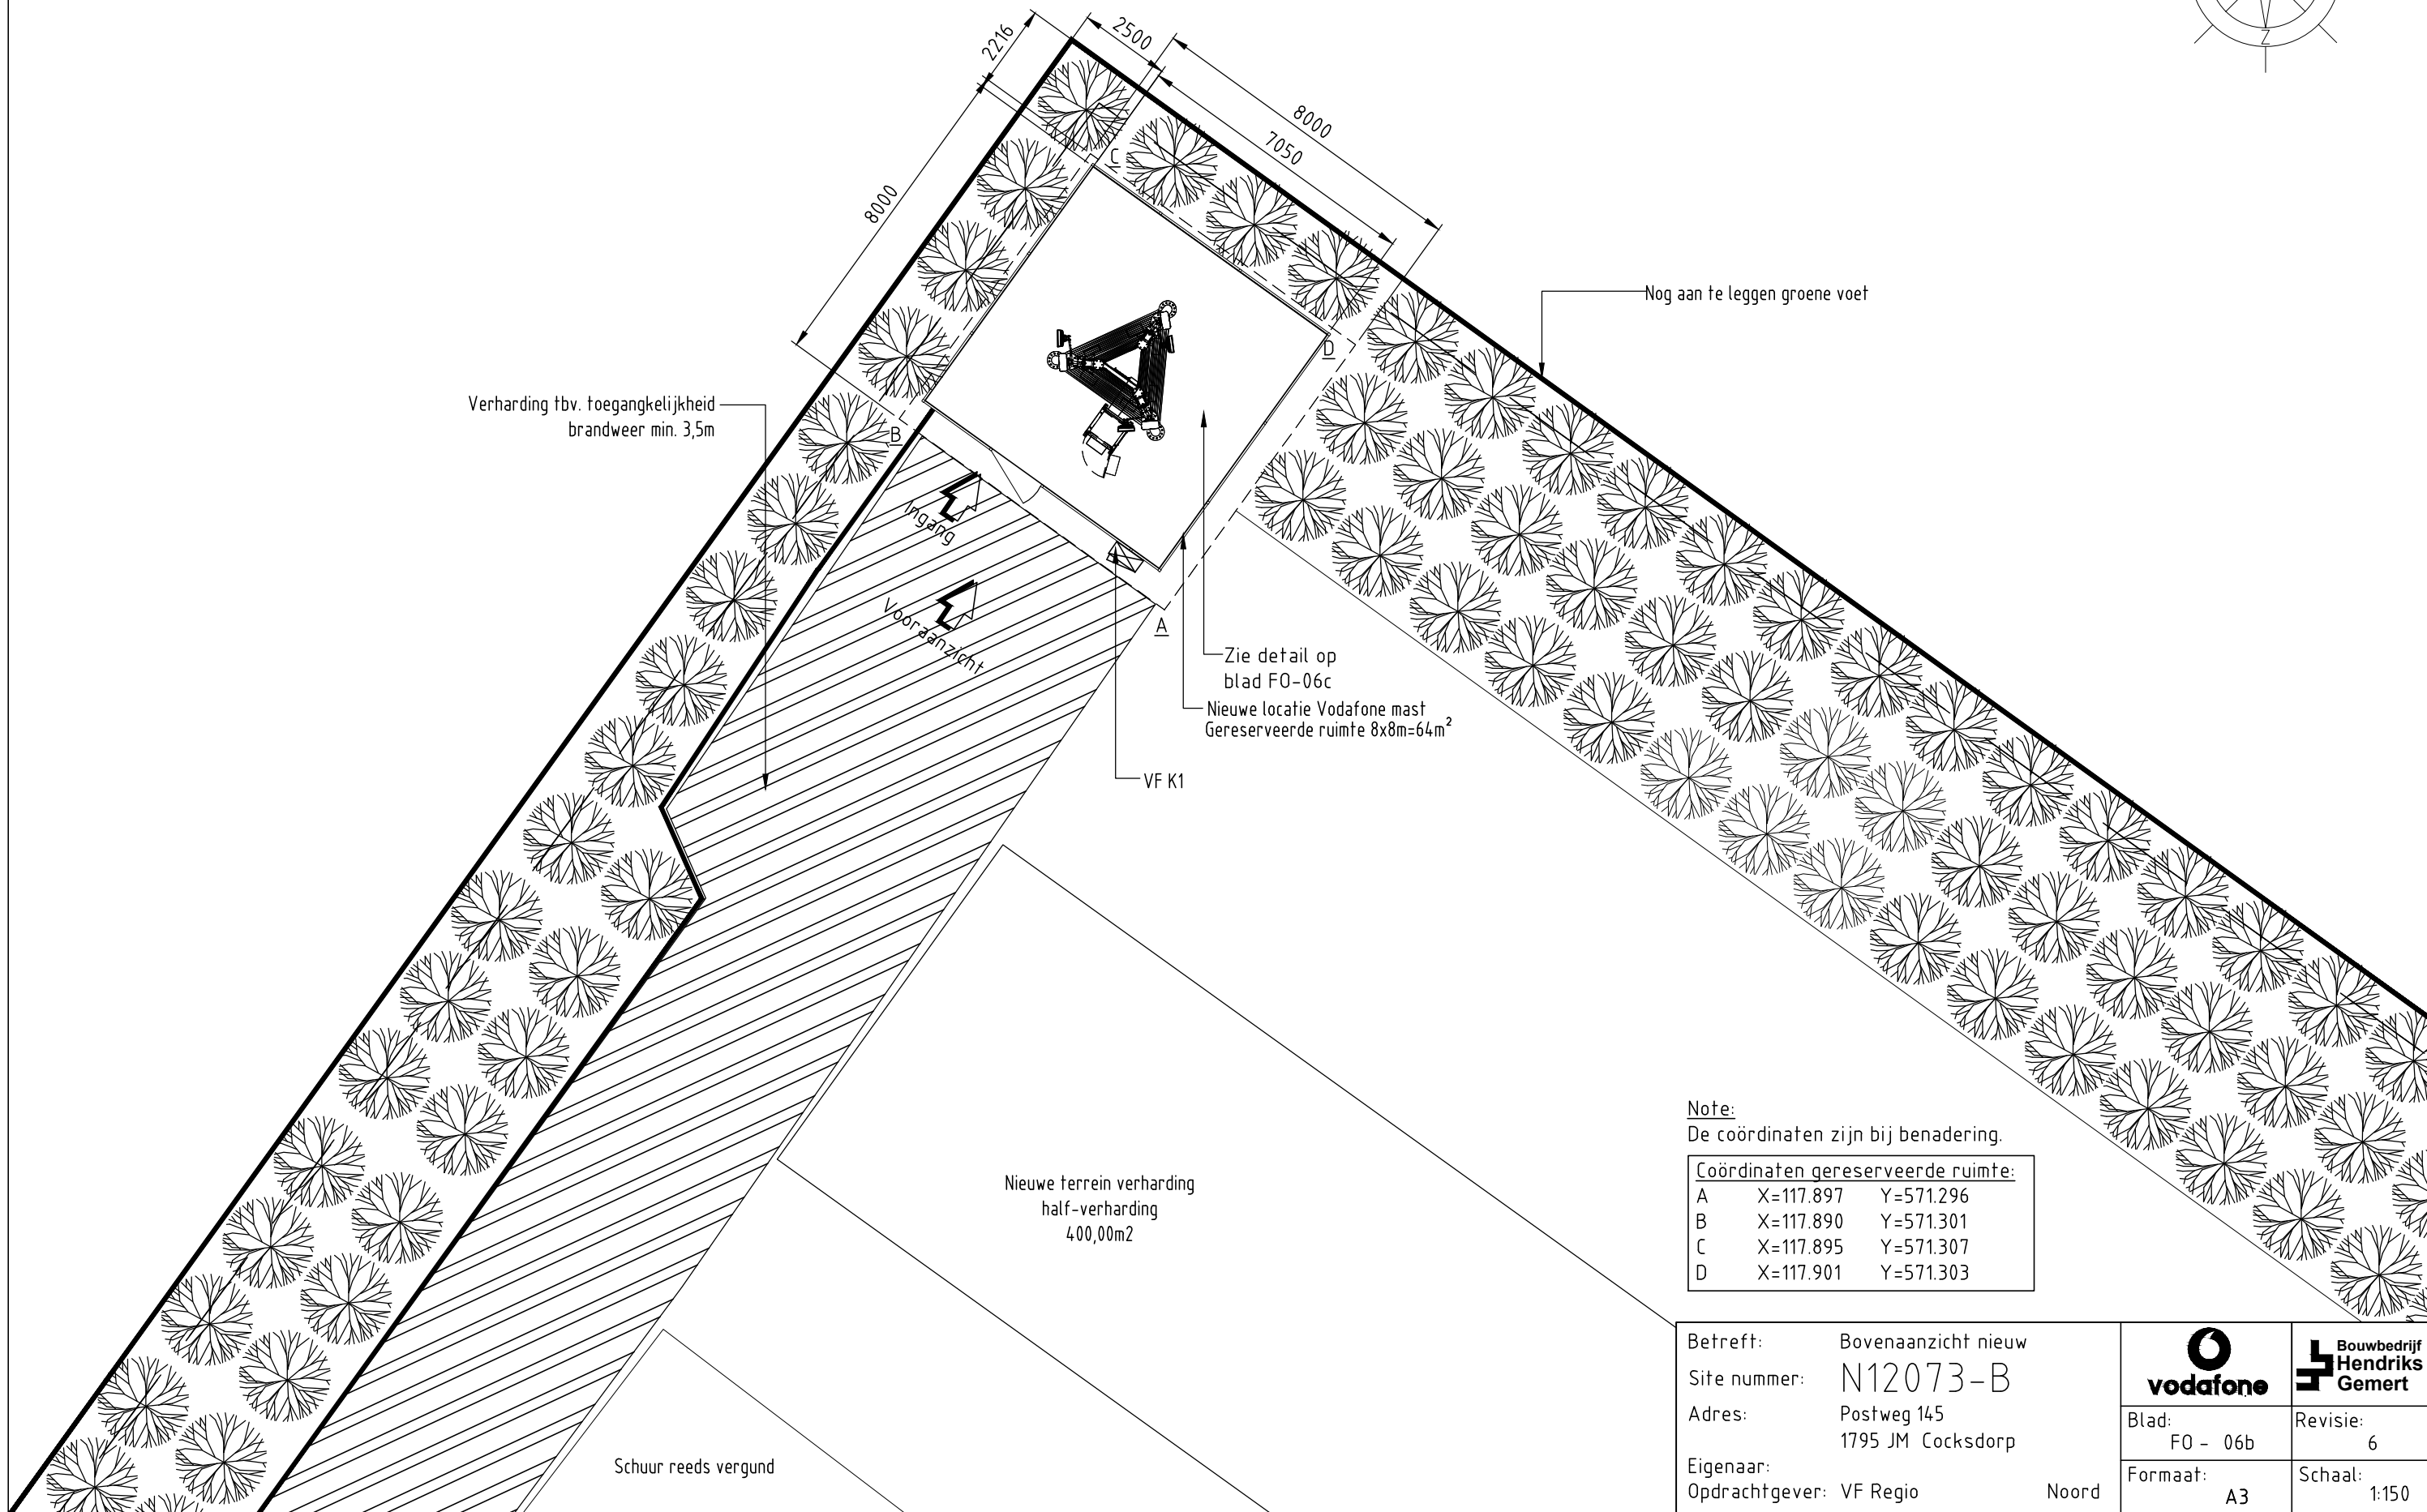 2216
2500
8000
7050
8000
Z
C
D
B
A
Nog aan te leggen groene voet
Verharding tbv. toegangkelijkheid
brandweer min. 3,5m
Ingang
Vooraanzicht
Zie detail op
blad FO-06c
Nieuwe locatie Vodafone mast
Gereserveerde ruimte 8x8m=64m²
VF K1
Nieuwe terrein verharding
half-verharding
400,00m2
Schuur reeds vergund
Note:
De coördinaten zijn bij benadering.
Coördinaten gereserveerde ruimte:
A X=117.897 Y=571.296
B X=117.890 Y=571.301
C X=117.895 Y=571.307
D X=117.901 Y=571.303
Betreft: Bovenaanzicht nieuw
Site nummer: N12073-B
Adres: Postweg 145
1795 JM Cocksdorp
Eigenaar:
Opdrachtgever: VF Regio Noord
vodafone
Bouwbedrijf
Hendriks
Gemert
Blad:
FO - 06b
Revisie:
6
Formaat:
A3
Schaal:
1:150